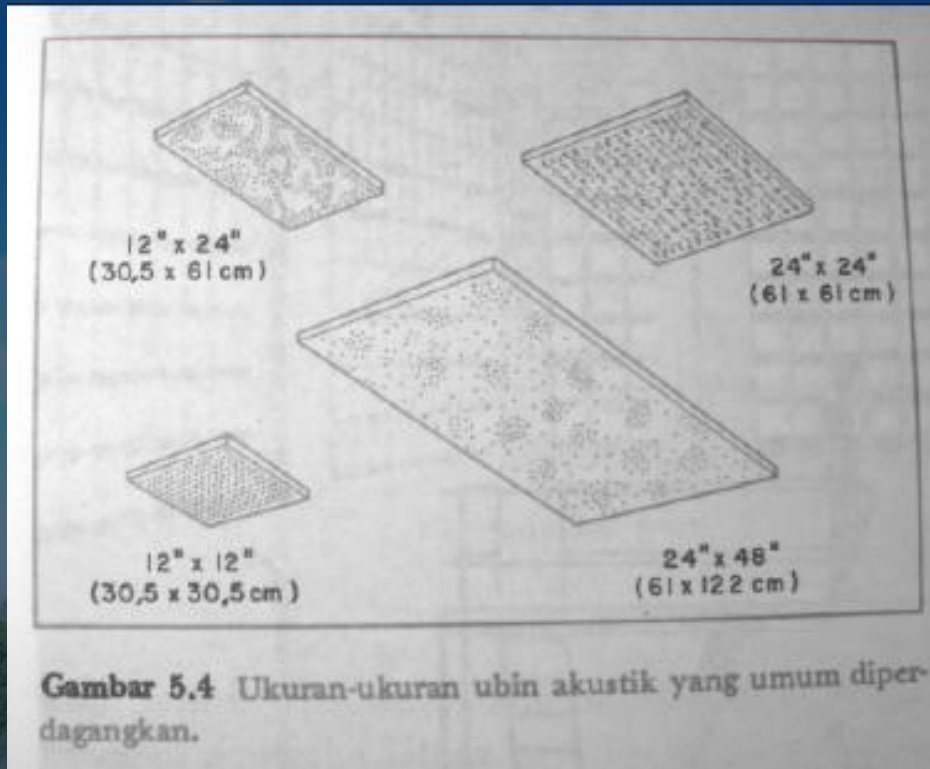 12" x 24"
(30,5 x 61 cm)
24" x 24"
(61 x 61 cm)
12" x 12"
(30,5 x 30,5 cm)
24" x 48"
(61 x 122 cm)
Gambar 5.4 Ukuran-ukuran ubin akustik yang umum diper-
dagangkan.